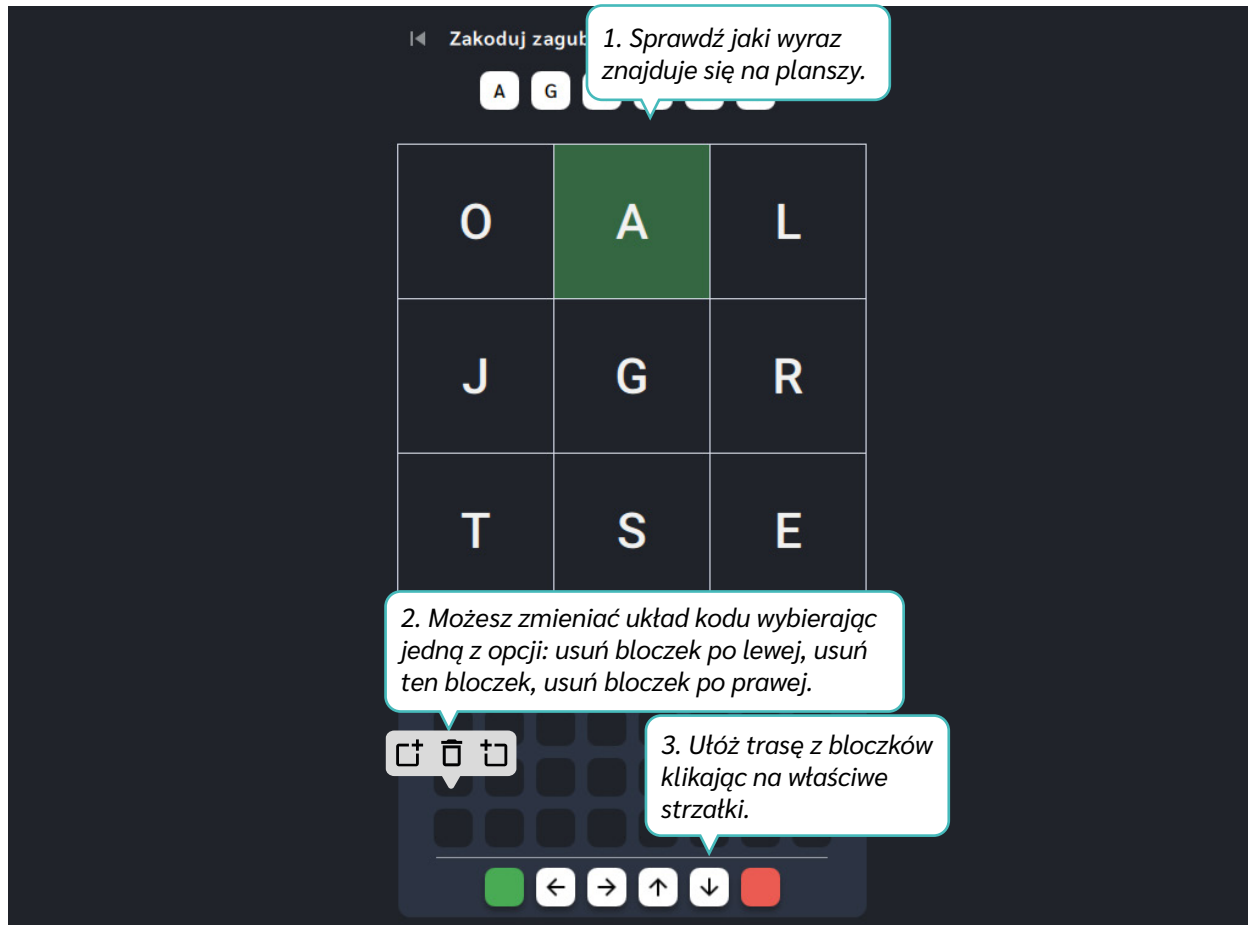 Zakoduj zagub
1. Sprawdź jaki wyraz
znajduje się na planszy.
A G
O A L
J G R
T S E
2. Możesz zmieniać układ kodu wybierając
jedną z opcji: usuń bloczek po lewej, usuń
ten bloczek, usuń bloczek po prawej.
3. Ułóż trasę z bloczków
klikając na właściwe
strzałki.